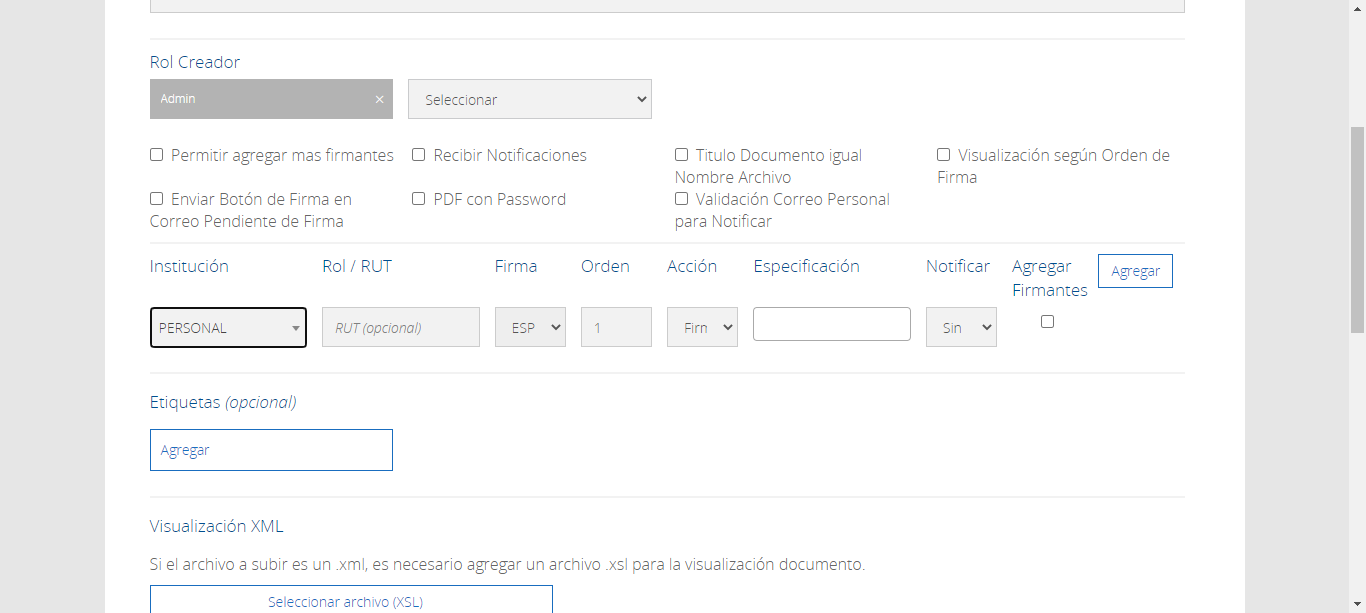 Rol Creador
Admin ×
Seleccionar
Permitir agregar mas firmantes
Recibir Notificaciones
Titulo Documento igual
Nombre Archivo
Visualización según Orden de
Firma
Enviar Botón de Firma en
Correo Pendiente de Firma
PDF con Password
Validación Correo Personal
para Notificar
Institución
Rol / RUT
Firma
Orden
Acción
Especificación
Notificar
Agregar
Firmantes
Agregar
PERSONAL
RUT (opcional)
ESP
1
Firn
Sin
Etiquetas (opcional)
Agregar
Visualización XML
Si el archivo a subir es un .xml, es necesario agregar un archivo .xsl para la visualización documento.
Seleccionar archivo (XSL)